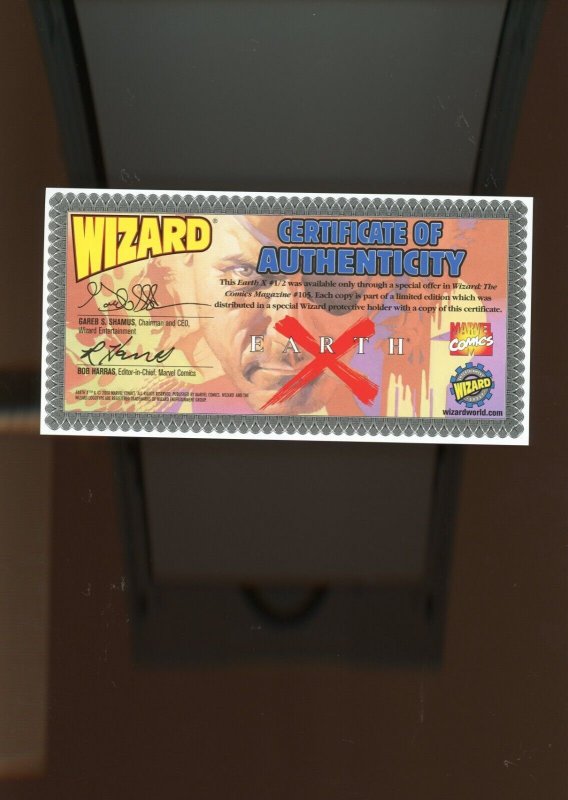 WIZARD®
CERTIFICATE OF
AUTHENTICITY
This Earth X #1/2 was available only through a special offer in Wizard: The
Comics Magazine #105. Each copy is part of a limited edition which was
distributed in a special Wizard protective holder with a copy of this certificate.
GAREB S. SHAMUS, Chairman and CEO,
Wizard Entertainment
BOB HARRAS, Editor-in-Chief, Marvel Comics
EARTH X
MARVEL
COMICS
WIZARD
wizardworld.com